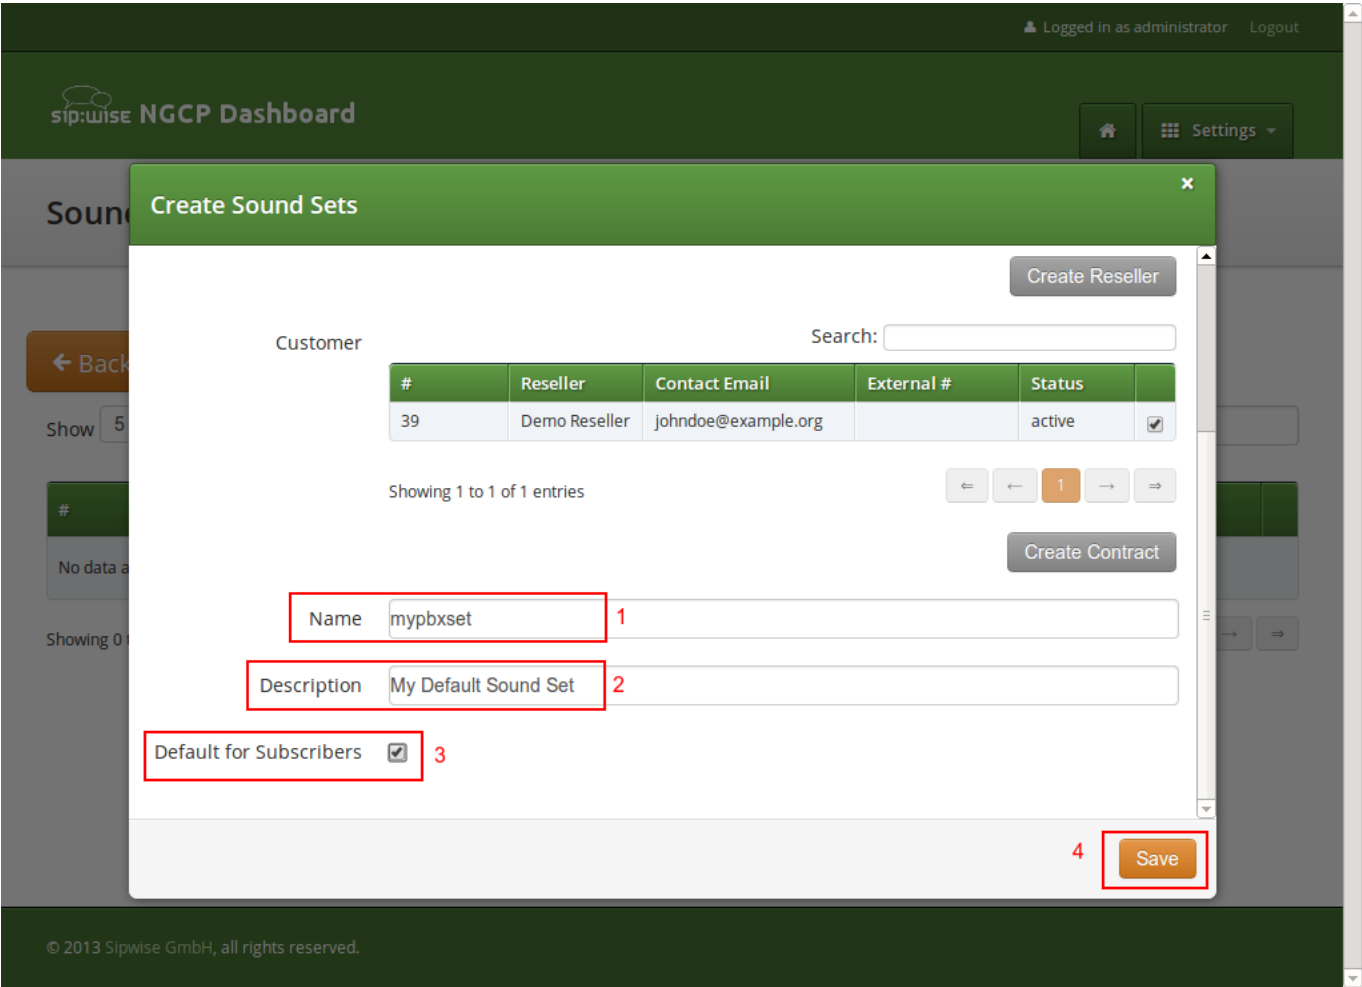 Logged in as administrator Logout
sip:wise NGCP Dashboard
Settings
Soun
Create Sound Sets
×
Create Reseller
Customer
Search:
Back
# Reseller Contact Email External # Status
39 Demo Reseller johndoe@example.org active
Show 5
Showing 1 to 1 of 1 entries
⇐ ← 1 → ⇒
#
Create Contract
No data a
Name mypbxset 1
Showing 0 t
→ ⇒
Description My Default Sound Set 2
Default for Subscribers 3
4 Save
© 2013 Sipwise GmbH, all rights reserved.